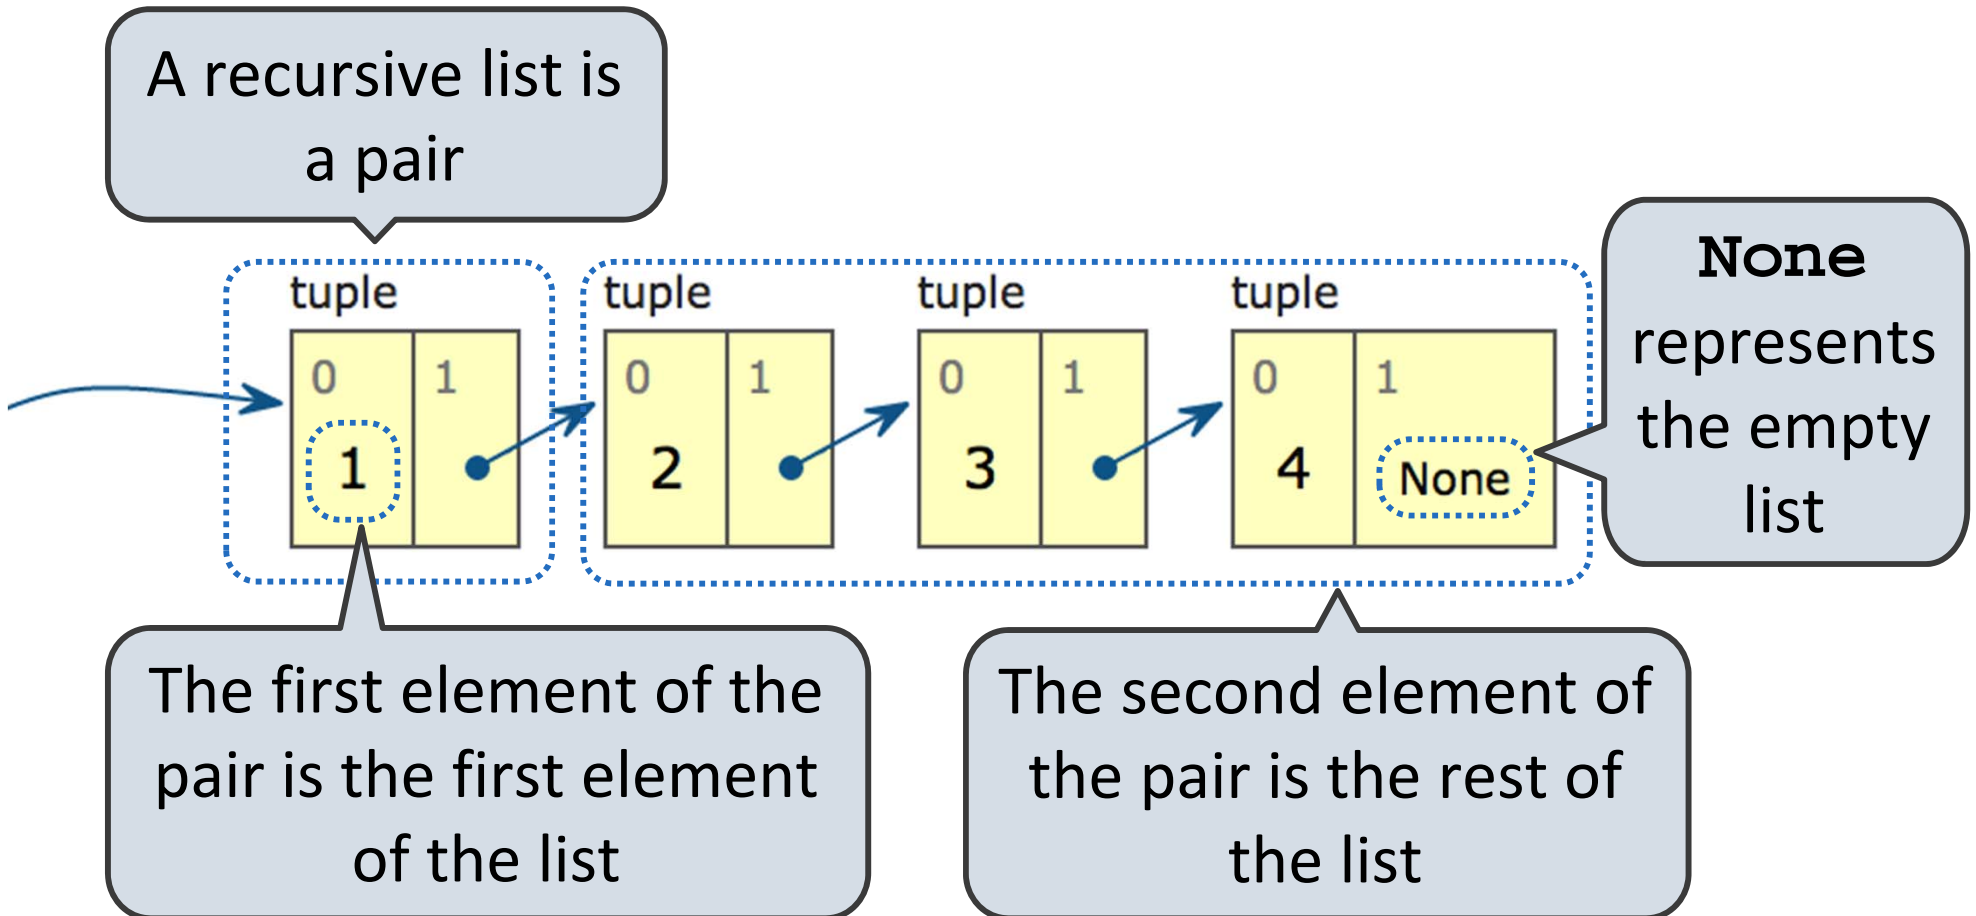 A recursive list is
a pair
None
represents
the empty
list
tuple tuple tuple tuple
0 1 0 1 0 1 0 1
1 2 3 4 None
The first element of the
pair is the first element
of the list
The second element of
the pair is the rest of
the list